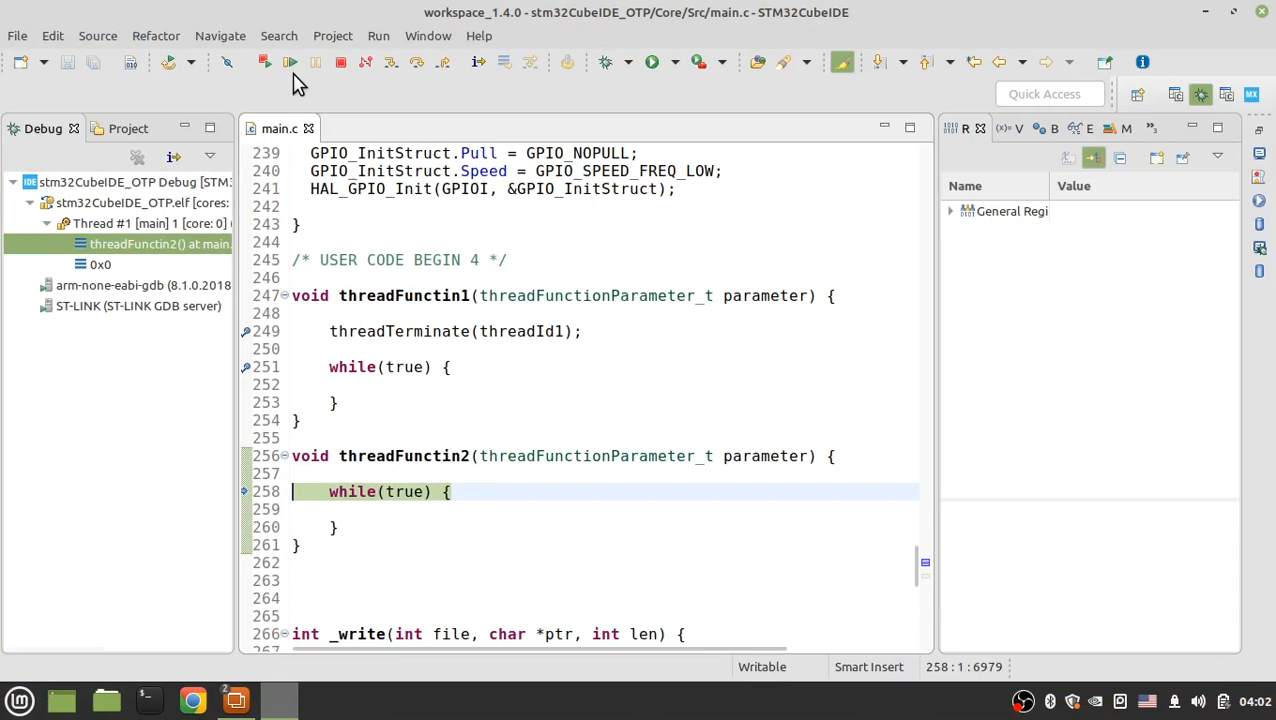 workspace_1.4.0 - stm32CubeIDE_OTP/Core/Src/main.c - STM32CubeIDE
File Edit Source Refactor Navigate Search Project Run Window Help
Quick Access
Debug Project
main.c
R (x)= V B E M
stm32CubeIDE_OTP Debug [STM3
stm32CubeIDE_OTP.elf [cores:
Thread #1 [main] 1 [core: 0] (
threadFunctin2() at main.
0x0
arm-none-eabi-gdb (8.1.0.2018
ST-LINK (ST-LINK GDB server)
239 GPIO_InitStruct.Pull = GPIO_NOPULL;
240 GPIO_InitStruct.Speed = GPIO_SPEED_FREQ_LOW;
241 HAL_GPIO_Init(GPIOI, &GPIO_InitStruct);
242
243 }
244
245 /* USER CODE BEGIN 4 */
246
247 void threadFunctin1(threadFunctionParameter_t parameter) {
248
249 threadTerminate(threadId1);
250
251 while(true) {
252
253 }
254 }
255
256 void threadFunctin2(threadFunctionParameter_t parameter) {
257
258 while(true) {
259
260 }
261 }
262
263
264
265
266 int _write(int file, char *ptr, int len) {
267
Name Value
General Regi
Writable Smart Insert 258 : 1 : 6979
2
04:02